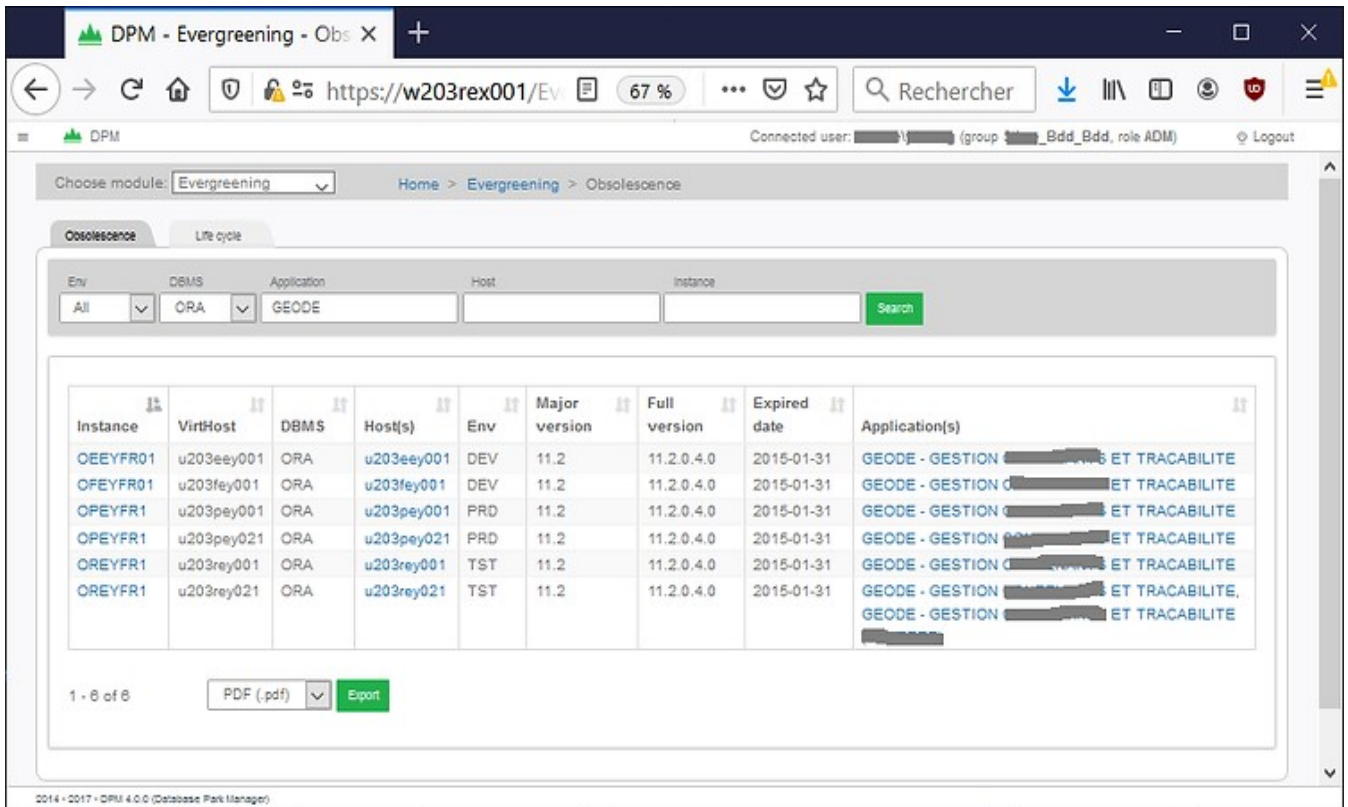 DPM - Evergreening - Obs
https://w203rex001/Ev 67 % Rechercher
DPM Connected user: (group _Bdd_Bdd, role ADM) Logout
Choose module: Evergreening Home > Evergreening > Obsolescence
Obsolescence Life cycle
Env DBMS Application Host Instance
All ORA GEODE Search
Instance VirtHost DBMS Host(s) Env Major version Full version Expired date Application(s)
OEEYFR01 u203eey001 ORA u203eey001 DEV 11.2 11.2.0.4.0 2015-01-31 GEODE - GESTION ET TRACABILITE
OFEYFR01 u203fey001 ORA u203fey001 DEV 11.2 11.2.0.4.0 2015-01-31 GEODE - GESTION ET TRACABILITE
OPEYFR1 u203pey001 ORA u203pey001 PRD 11.2 11.2.0.4.0 2015-01-31 GEODE - GESTION ET TRACABILITE
OPEYFR1 u203pey021 ORA u203pey021 PRD 11.2 11.2.0.4.0 2015-01-31 GEODE - GESTION ET TRACABILITE
OREYFR1 u203rey001 ORA u203rey001 TST 11.2 11.2.0.4.0 2015-01-31 GEODE - GESTION ET TRACABILITE
OREYFR1 u203rey021 ORA u203rey021 TST 11.2 11.2.0.4.0 2015-01-31 GEODE - GESTION ET TRACABILITE,
GEODE - GESTION ET TRACABILITE
1 - 6 of 6 PDF (.pdf) Export
2014 - 2017 - DPM 4.0.0 (Database Park Manager)